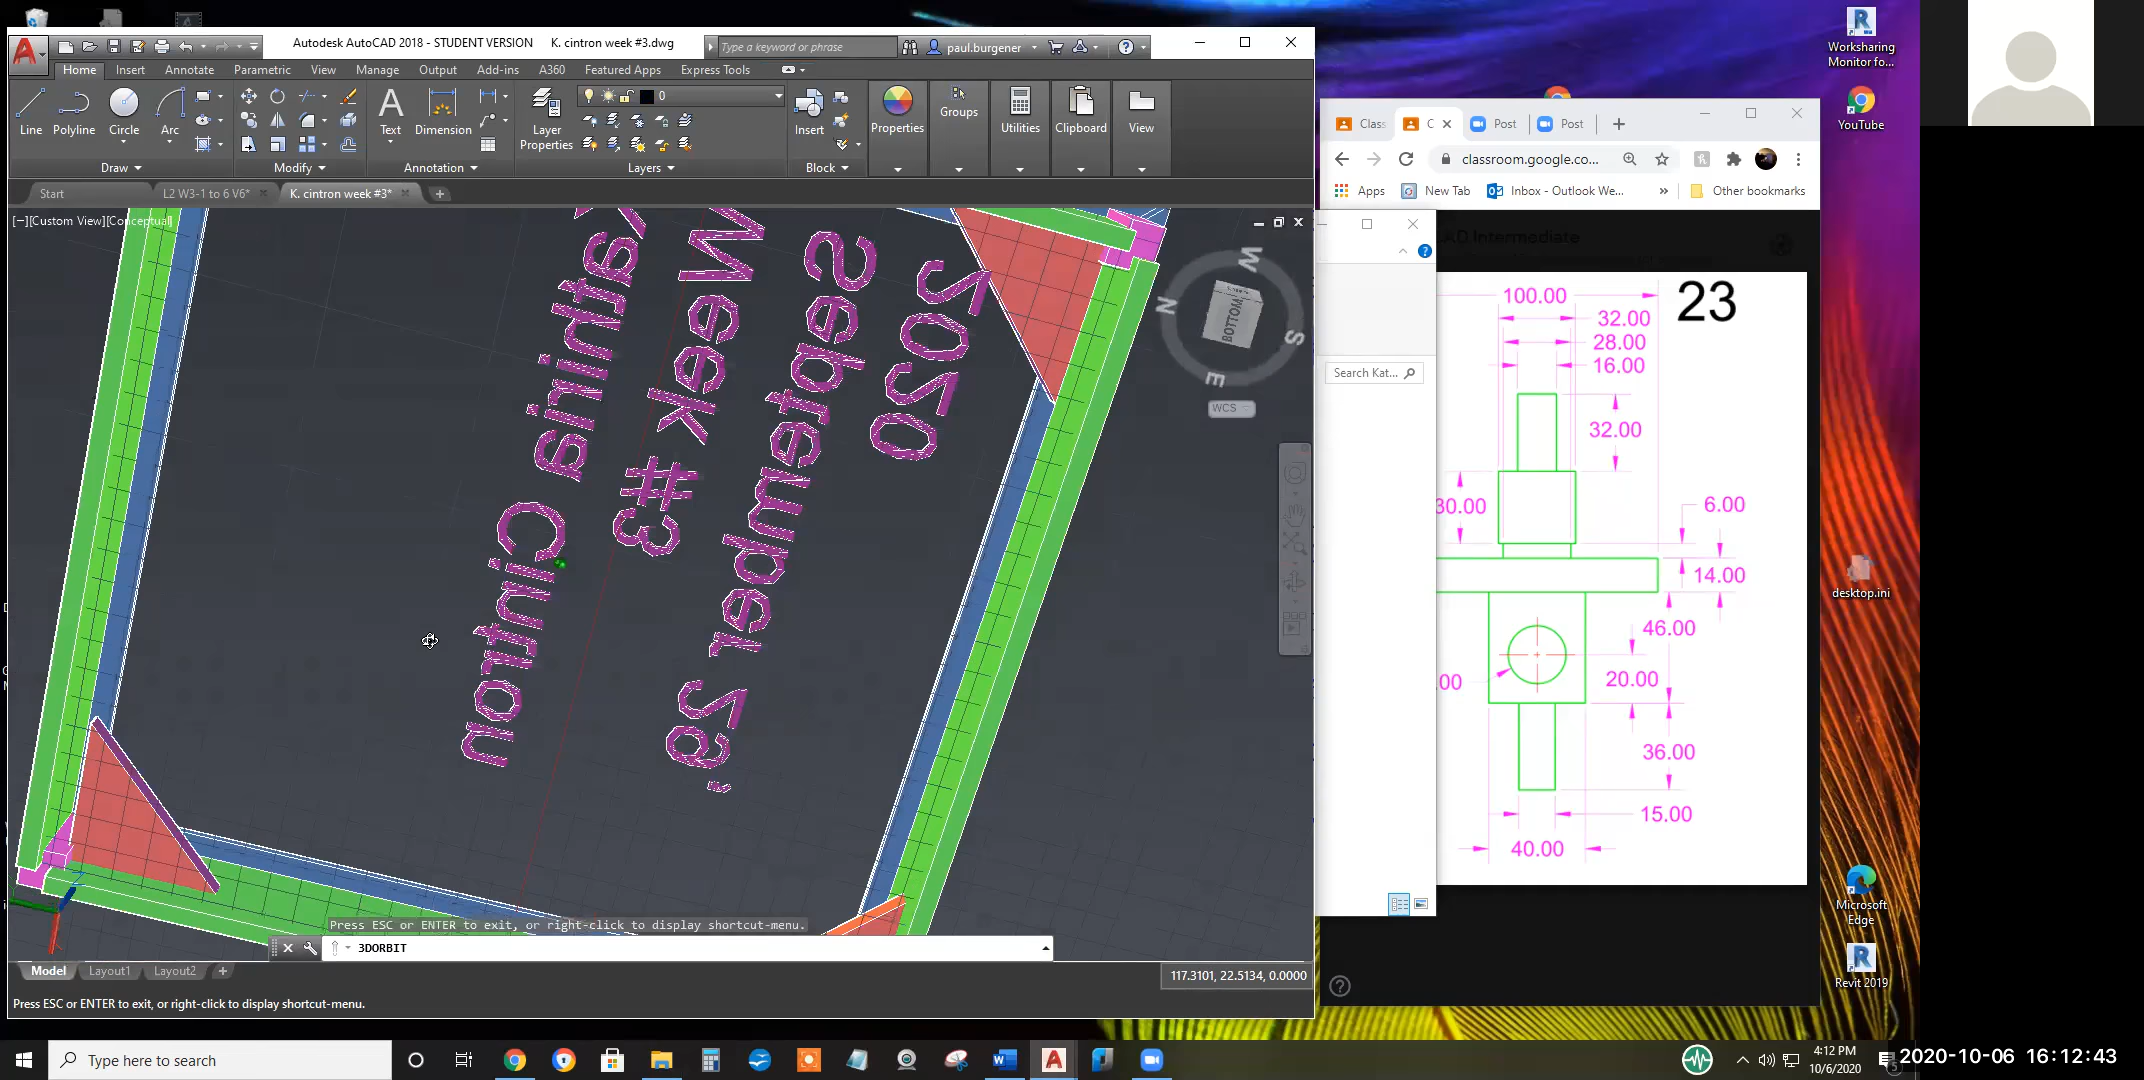 Autodesk AutoCAD 2018 - STUDENT VERSION K. cintron week #3.dwg
Type a keyword or phrase
paul.burgener
Home Insert Annotate Parametric View Manage Output Add-ins A360 Featured Apps Express Tools
0
Line Polyline Circle Arc
Text Dimension
Layer Properties
Insert
Properties Groups Utilities Clipboard View
Draw Modify Annotation Layers Block
Start L2 W3-1 to 6 V6* K. cintron week #3*
[−][Custom View][Conceptual]
Kathiria Cintron
Week #3
September 29,
2020
W
N
S
E
BOTTOM
WCS
Press ESC or ENTER to exit, or right-click to display shortcut-menu.
3DORBIT
Model Layout1 Layout2
117.3101, 22.5134, 0.0000
Press ESC or ENTER to exit, or right-click to display shortcut-menu.
Class C Post Post
classroom.google.co...
Apps New Tab Inbox - Outlook We... » Other bookmarks
Intermediate
Search Kat...
23
100.00
32.00
28.00
16.00
32.00
30.00
6.00
14.00
46.00
.00
20.00
36.00
15.00
40.00
Worksharing Monitor fo...
YouTube
desktop.ini
Microsoft Edge
Revit 2019
Type here to search
4:12 PM
10/6/2020
5
2020-10-06 16:12:43